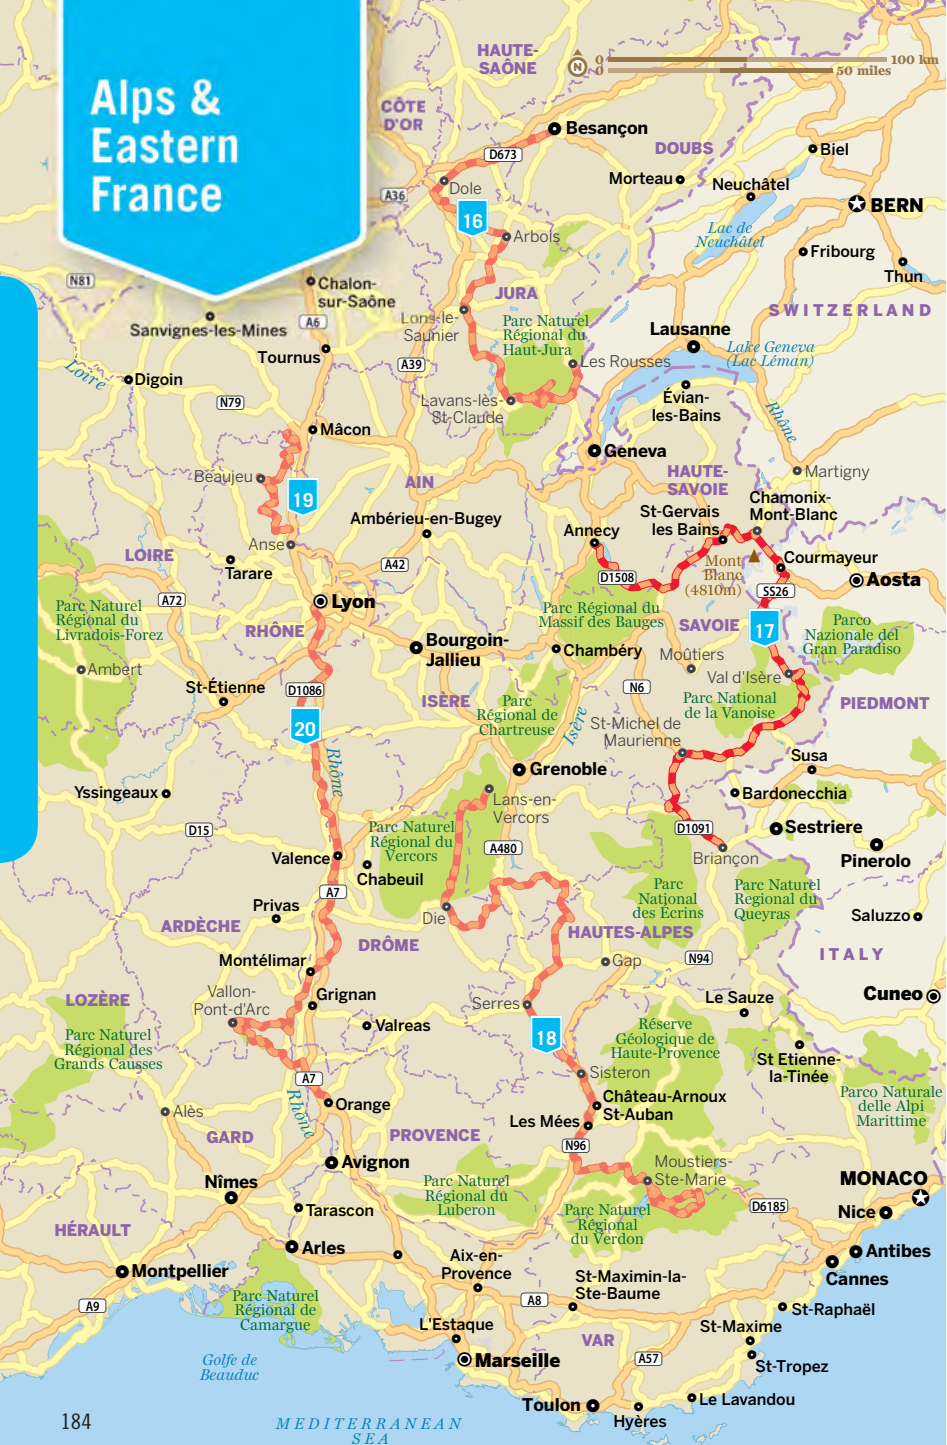 Alps &
Eastern
France
HAUTE-
SAÔNE
N
0
100 km
0
50 miles
CÔTE
D'OR
Besançon
D673
DOUBS
Biel
Morteau
Neuchâtel
A36
Dole
BERN
16
Arbois
Lac de
Neuchâtel
Fribourg
Thun
N81
Chalon-
sur-Saône
JURA
SWITZERLAND
Sanvignes-les-Mines
A6
Lons-le-
Saunier
Parc Naturel
Régional du
Haut-Jura
Lausanne
Lake Geneva
(Lac Léman)
Tournus
A39
Les Rousses
Loire
Digoin
N79
Lavans-lès-
St-Claude
Évian-
les-Bains
Rhône
Mâcon
Geneva
Beaujeu
19
AIN
HAUTE-
SAVOIE
Martigny
Chamonix-
Mont-Blanc
St-Gervais
les Bains
Ambérieu-en-Bugey
Annecy
Anse
LOIRE
Tarare
A42
D1508
Mont
Blanc
(4810m)
Courmayeur
Aosta
SS26
Parc Naturel
Régional du
Livradois-Forez
A72
Lyon
Parc Régional du
Massif des Bauges
SAVOIE
17
Parco
Nazionale del
Gran Paradiso
RHÔNE
Bourgoin-
Jallieu
Chambéry
Moûtiers
Ambert
Val d'Isère
St-Étienne
D1086
ISÈRE
Parc
Régional de
Chartreuse
Isère
N6
Parc National
de la Vanoise
PIEDMONT
20
St-Michel de
Maurienne
Rhône
Susa
Grenoble
Yssingeaux
Bardonecchia
Lans-en-
Vercors
D15
Parc Naturel
Régional du
Vercors
D1091
Sestriere
A480
Briançon
Pinerolo
Valence
Chabeuil
A7
Parc
National
des Écrins
Parc Naturel
Regional du
Queyras
Privas
Die
Saluzzo
ARDÈCHE
DRÔME
HAUTES-ALPES
ITALY
Montélimar
Gap
N94
Vallon-
Pont-d'Arc
Grignan
Serres
Le Sauze
Cuneo
LOZÈRE
Parc Naturel
Régional des
Grands Causses
Valreas
18
Réserve
Géologique de
Haute-Provence
St Etienne-
la-Tinée
Sisteron
A7
Rhône
Orange
Château-Arnoux
St-Auban
Parco Naturale
delle Alpi
Marittime
Alès
Les Mées
GARD
PROVENCE
N96
Avignon
Moustiers-
Ste-Marie
MONACO
Nîmes
Parc Naturel
Régional du
Luberon
Tarascon
Parc Naturel
Régional
du Verdon
D6185
Nice
HÉRAULT
Arles
Aix-en-
Provence
Antibes
Cannes
Montpellier
St-Maximin-la-
Ste-Baume
A9
Parc Naturel
Régional de
Camargue
A8
St-Raphaël
L'Estaque
St-Maxime
VAR
Golfe de
Beauduc
Marseille
A57
St-Tropez
Toulon
Le Lavandou
Hyères
184
MEDITERRANEAN
SEA